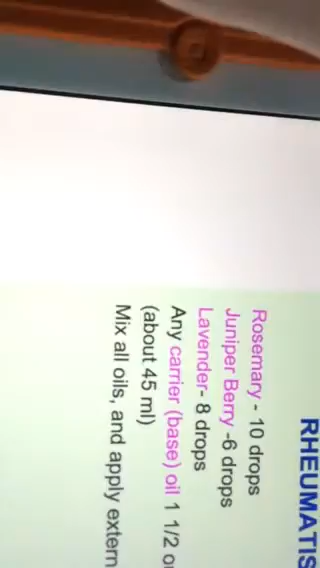 RHEUMATIS
Rosemary - 10 drops
Juniper Berry -6 drops
Lavender- 8 drops
Any carrier (base) oil 1 1/2
(about 45 ml)
Mix all oils, and apply extern